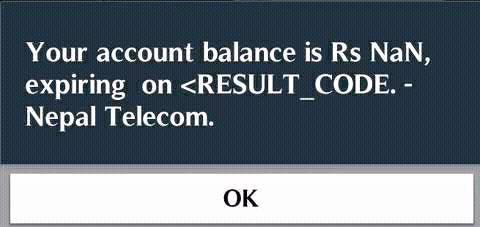 Your account balance is Rs NaN,
expiring  on <RESULT_CODE. -
Nepal Telecom.
OK